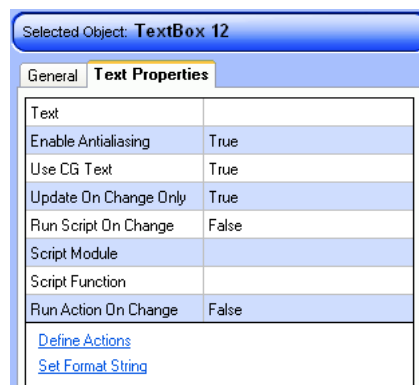 Selected Object: TextBox 12
General Text Properties
Text
Enable Antialiasing True
Use CG Text True
Update On Change Only True
Run Script On Change False
Script Module
Script Function
Run Action On Change False
Define Actions
Set Format String